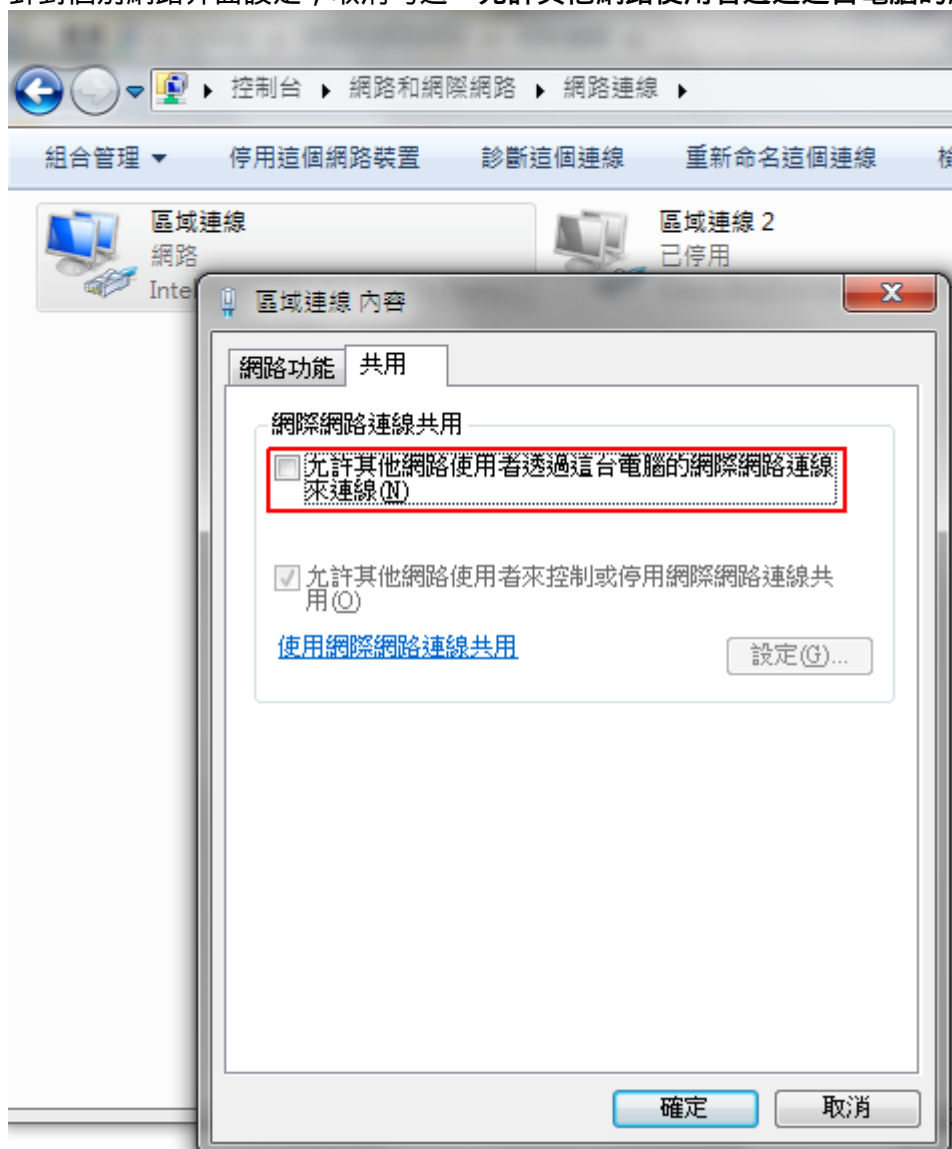 控制台 ▸ 網路和網際網路 ▸ 網路連線 ▸
組合管理 ▼ 停用這個網路裝置 診斷這個連線 重新命名這個連線
區域連線
網路
Intel
區域連線 2
已停用
區域連線 內容
網路功能 共用
網際網路連線共用
允許其他網路使用者透過這台電腦的網際網路連線
來連線(N)
允許其他網路使用者來控制或停用網際網路連線共
用(O)
使用網際網路連線共用
設定(G)...
確定 取消